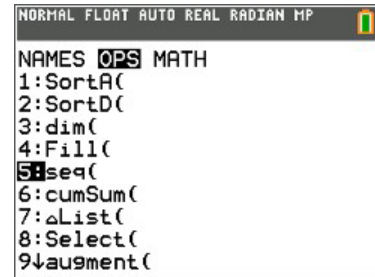 NORMAL FLOAT AUTO REAL RADIAN MP
NAMES OPS MATH
1:SortA(
2:SortD(
3:dim(
4:Fill(
5:seq(
6:cumSum(
7:ΔList(
8:Select(
9↓augment(